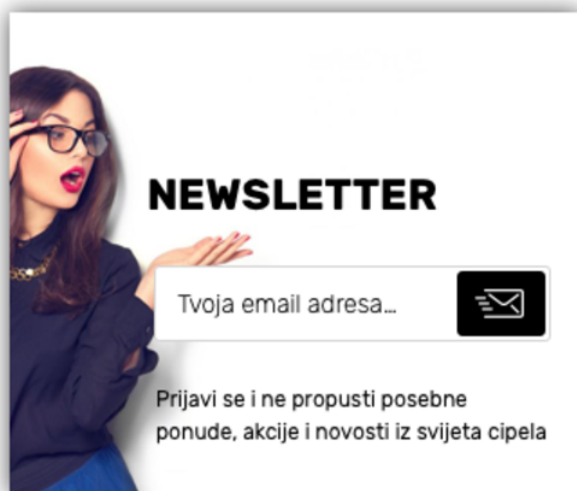 NEWSLETTER
Tvoja email adresa...
Prijavi se i ne propusti posebne
ponude, akcije i novosti iz svijeta cipela